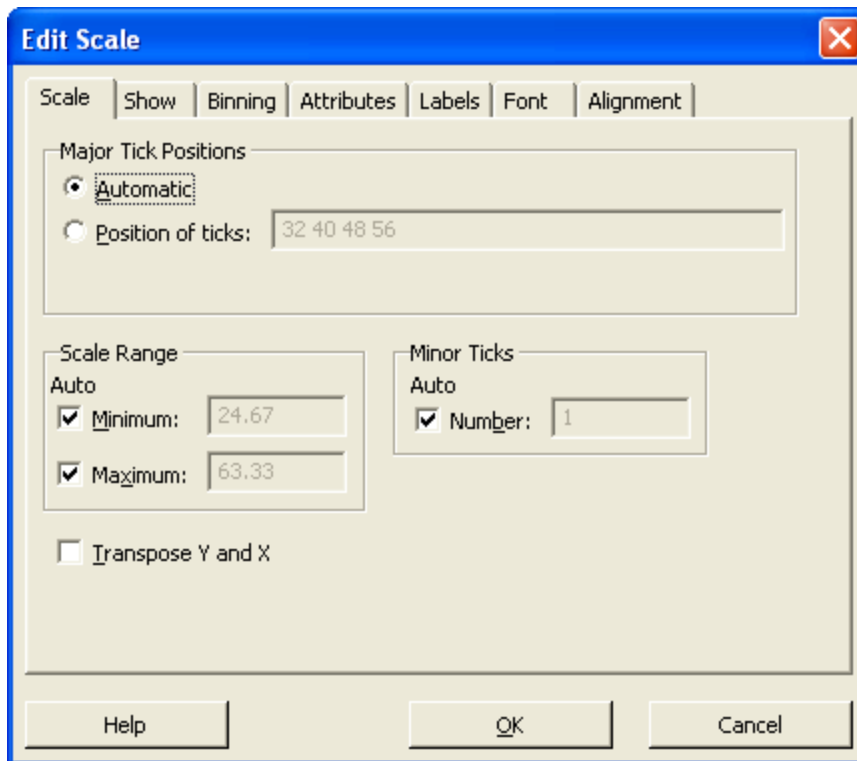 Edit Scale
Scale Show Binning Attributes Labels Font Alignment
Major Tick Positions
Automatic
Position of ticks: 32 40 48 56
Scale Range
Auto
Minimum: 24.67
Maximum: 63.33
Minor Ticks
Auto
Number: 1
Transpose Y and X
Help OK Cancel